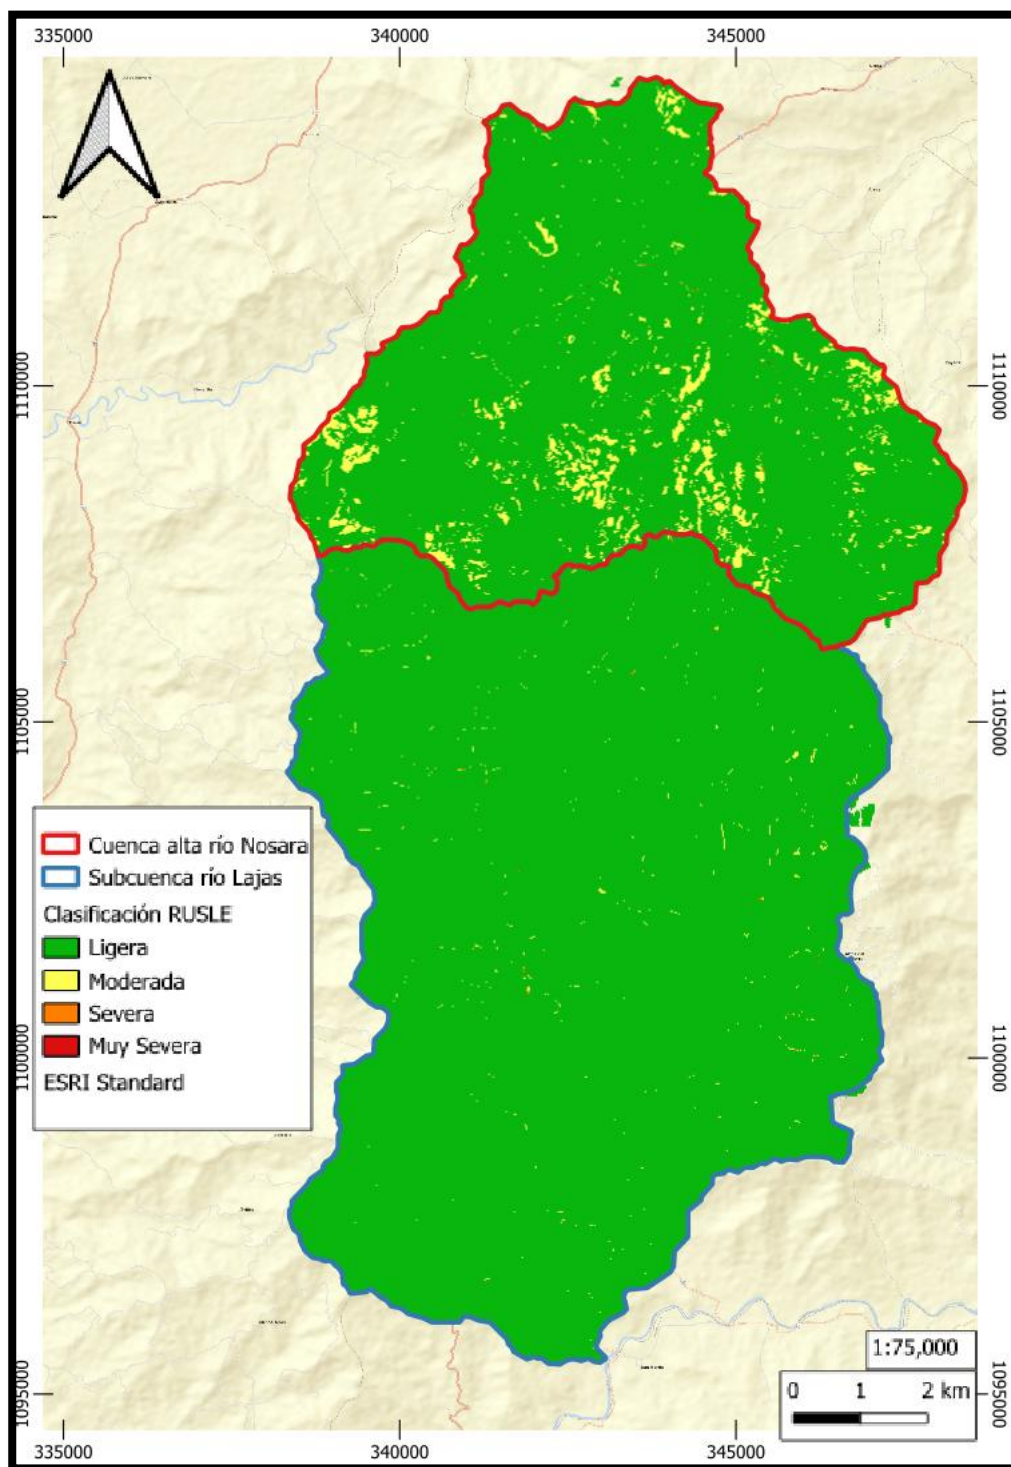 335000
340000
345000
1110000
1110000
1105000
1105000
Cuenca alta río Nosara
Subcuenca río Lajas
Clasificación RUSLE
Ligera
Moderada
Severa
Muy Severa
ESRI Standard
1100000
1100000
1:75,000
0 1 2 km
1095000
1095000
335000
340000
345000